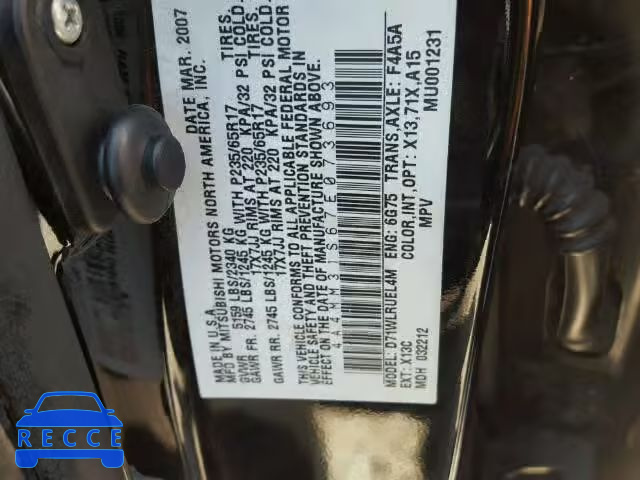 MADE IN U.S.A DATE MAR. 2007
MFD BY MITSUBISHI MOTORS NORTH AMERICA, INC.
GVWR 5159 LBS/2340 KG
GAWR FR. 2745 LBS/1245 KG WITH P235/65R17 TIRES.
17X7JJ RIMS AT 220 KPA/32 PSI COLD.
GAWR RR. 2745 LBS/1245 KG WITH P235/65R17 TIRES.
17X7JJ RIMS AT 220 KPA/32 PSI COLD.
THIS VEHICLE CONFORMS TO ALL APPLICABLE FEDERAL MOTOR
VEHICLE SAFETY AND THEFT PREVENTION STANDARDS IN
EFFECT ON THE DATE OF MANUFACTURE SHOWN ABOVE.
4A4MM31S67E073693
MODEL: D71WLRUEL4M ENG: 6G75 TRANS,AXLE: F4A5A
EXT: X13C COLOR,INT,OPT: X13,71X,A15
MOH 032212 MPV MU001231
RECCE